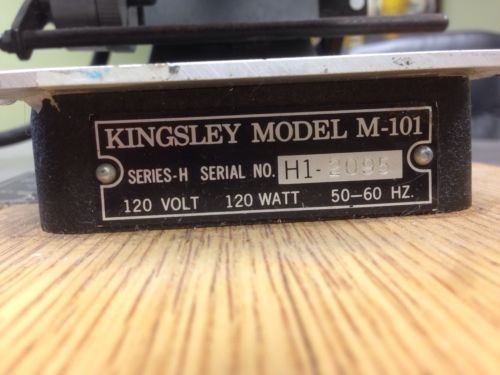 KINGSLEY MODEL M-101
SERIES-H SERIAL NO. H1-2095
120 VOLT 120 WATT 50-60 HZ.